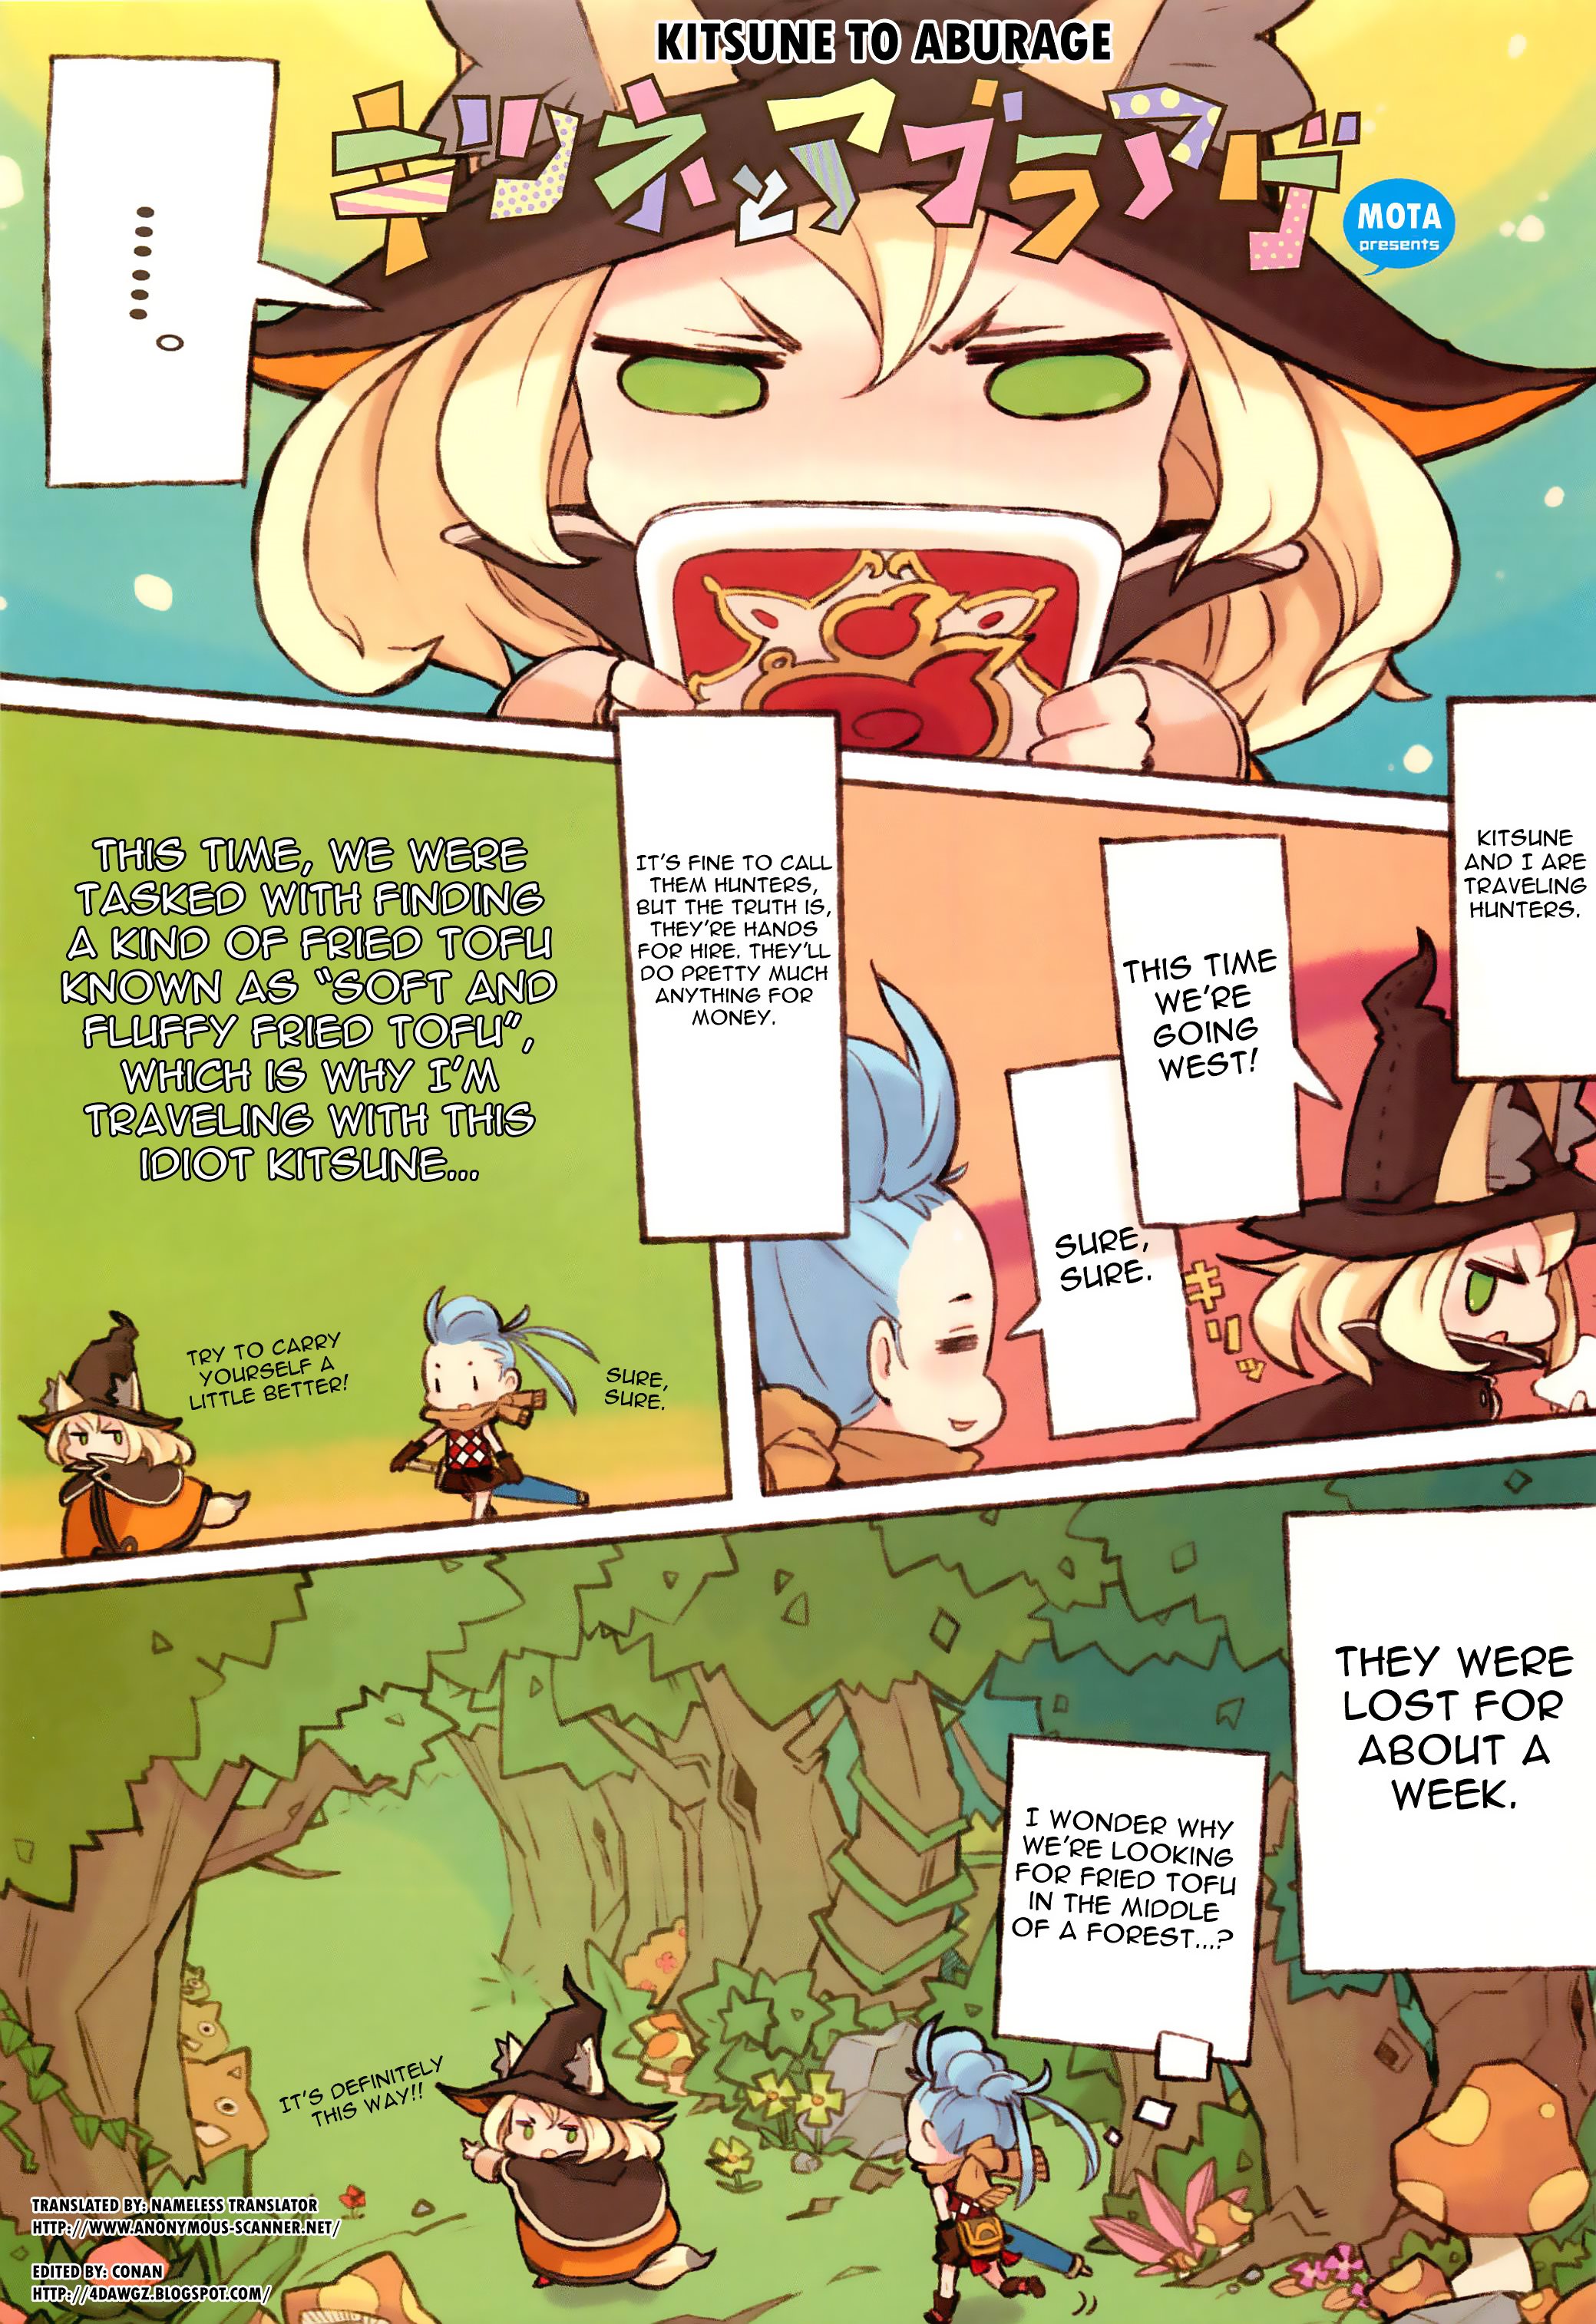 KITSUNE TO ABURAGE
キツネとアブラアゲ
MOTA
presents
……。
KITSUNE
AND I ARE
TRAVELING
HUNTERS.
THIS TIME
WE'RE
GOING
WEST!
キリッ
SURE,
SURE.
IT'S FINE TO CALL
THEM HUNTERS,
BUT THE TRUTH IS,
THEY'RE HANDS
FOR HIRE. THEY'LL
DO PRETTY MUCH
ANYTHING FOR
MONEY.
THIS TIME, WE WERE
TASKED WITH FINDING
A KIND OF FRIED TOFU
KNOWN AS "SOFT AND
FLUFFY FRIED TOFU",
WHICH IS WHY I'M
TRAVELING WITH THIS
IDIOT KITSUNE...
SURE,
SURE.
TRY TO CARRY
YOURSELF A
LITTLE BETTER!
THEY WERE
LOST FOR
ABOUT A
WEEK.
I WONDER WHY
WE'RE LOOKING
FOR FRIED TOFU
IN THE MIDDLE
OF A FOREST...?
IT'S DEFINITELY
THIS WAY!!
TRANSLATED BY: NAMELESS TRANSLATOR
HTTP://WWW.ANONYMOUS-SCANNER.NET/
EDITED BY: CONAN
HTTP://4DAWGZ.BLOGSPOT.COM/